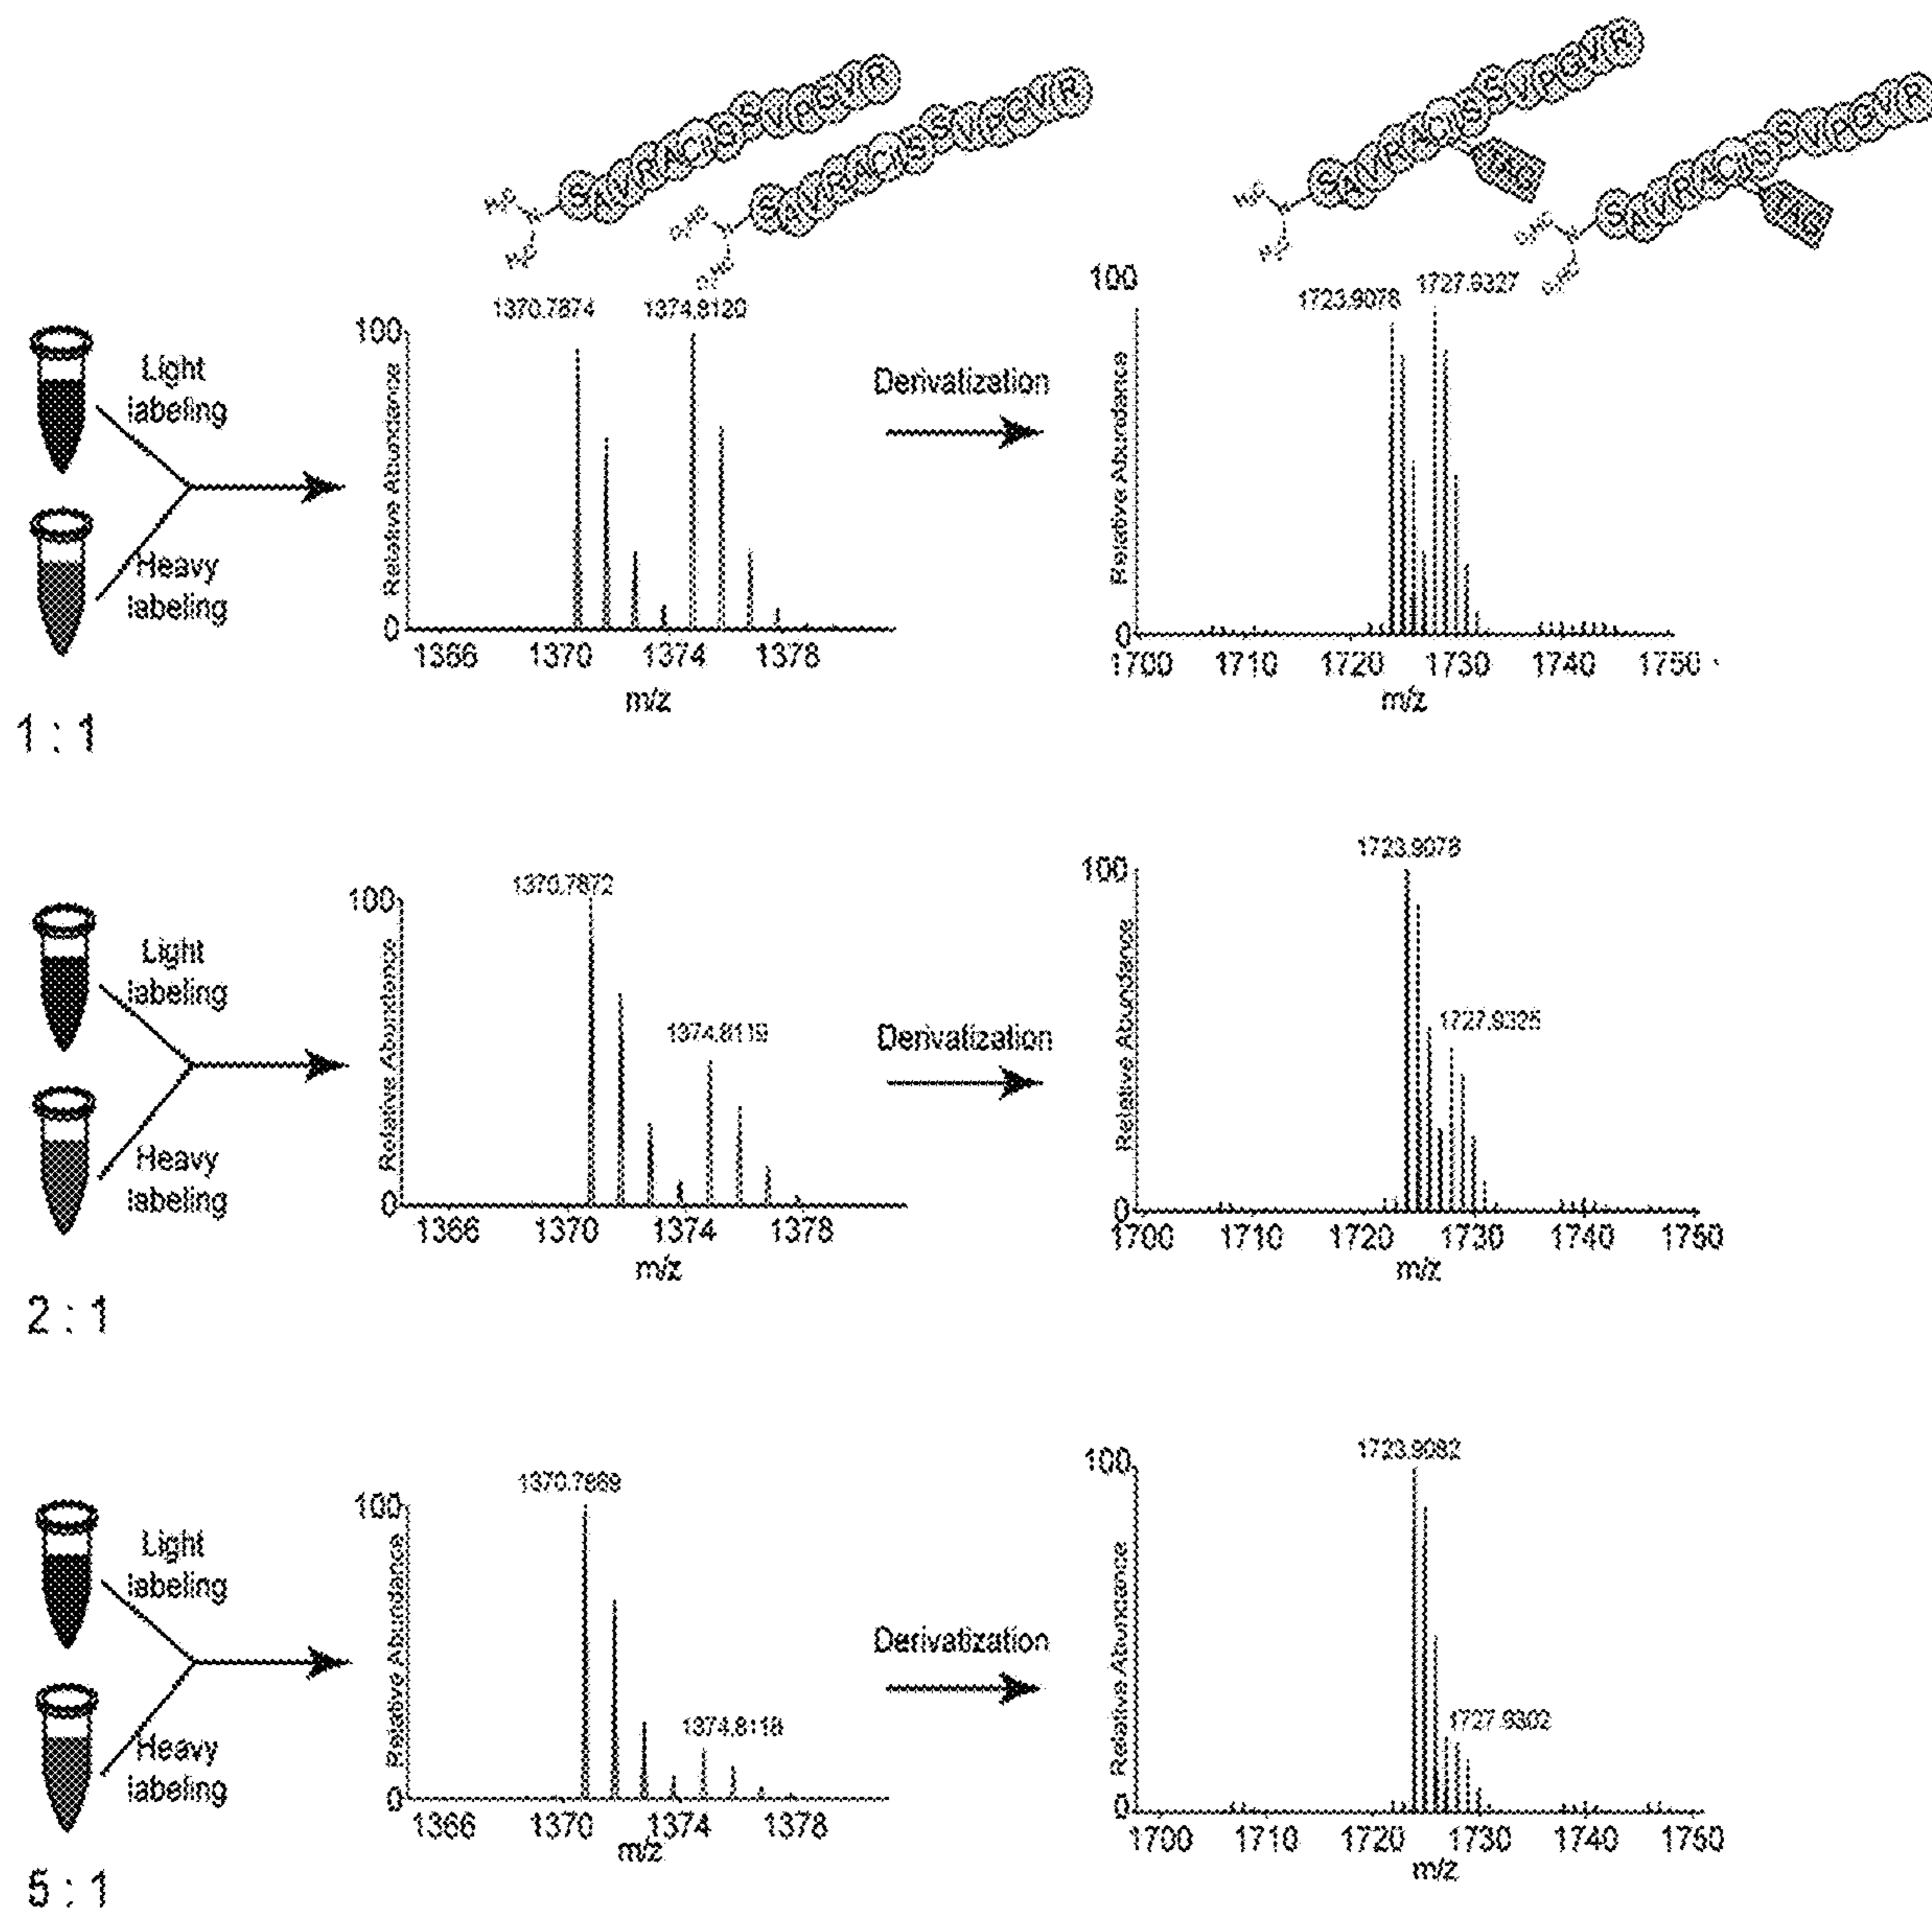 H₃C
H₃C
1370.7874
1374.8120
100
Relative Abundance
0
1366
1370
1374
1378
m/z
Light
labeling
Heavy
labeling
1 : 1
Derivatization
TAG
TAG
1723.9078
1727.9327
100
Relative Abundance
0
1700
1710
1720
1730
1740
1750
m/z
Light
labeling
Heavy
labeling
2 : 1
1370.7872
1374.8119
100
Relative Abundance
0
1366
1370
1374
1378
m/z
Derivatization
1723.9078
1727.9325
100
Relative Abundance
0
1700
1710
1720
1730
1740
1750
m/z
Light
labeling
Heavy
labeling
5 : 1
1370.7869
1374.8118
100
Relative Abundance
0
1366
1370
1374
1378
m/z
Derivatization
1723.9082
1727.9302
100
Relative Abundance
0
1700
1710
1720
1730
1740
1750
m/z